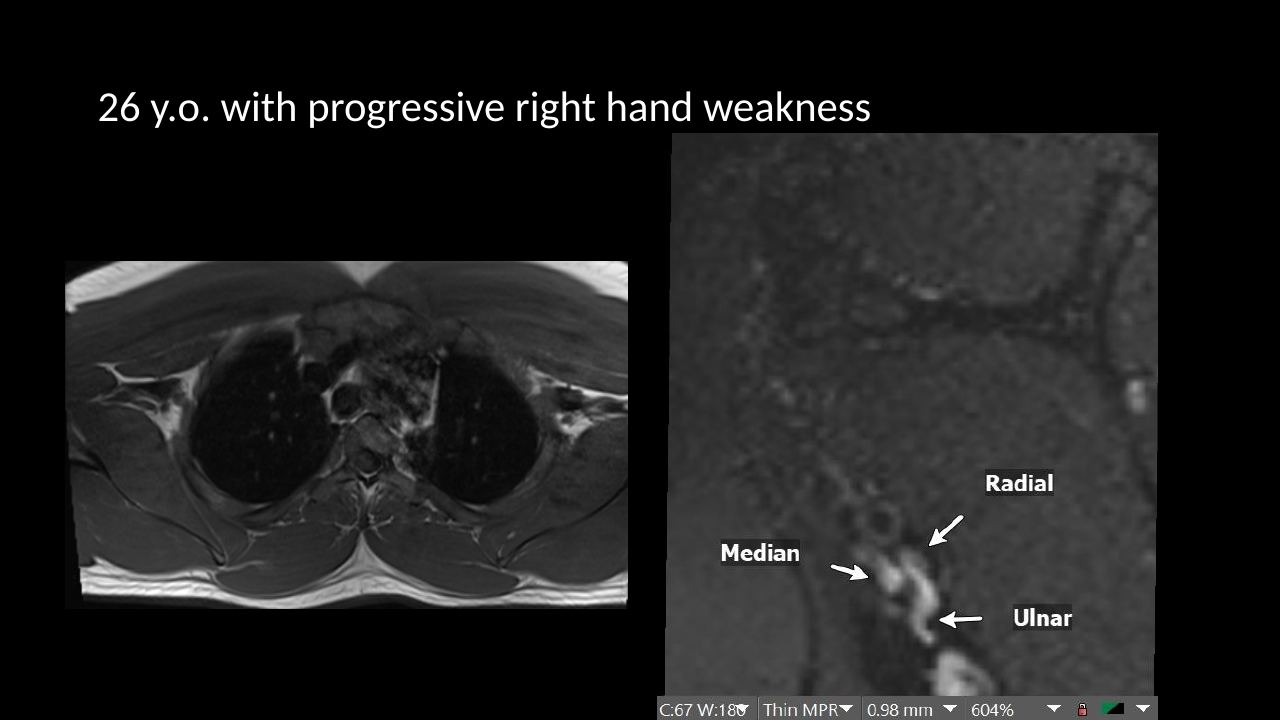 26 y.o. with progressive right hand weakness
Radial
Median
Ulnar
C:67 W:180 Thin MPR 0.98 mm 604%